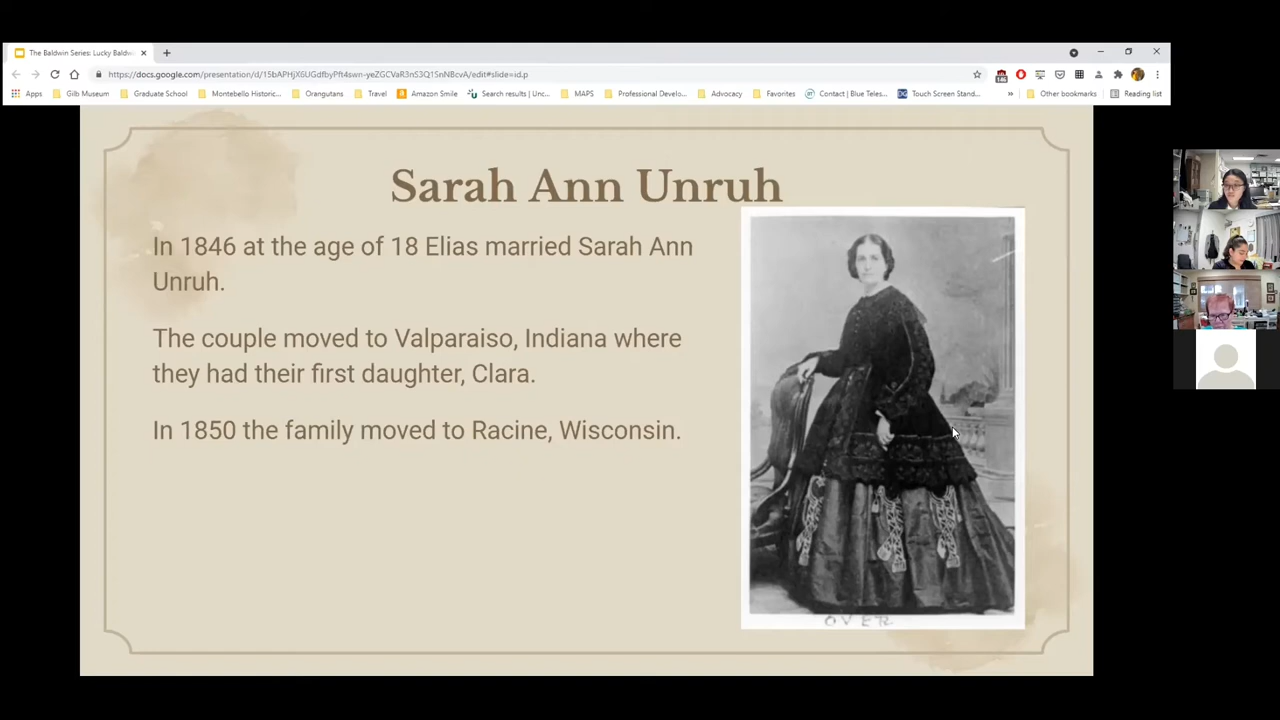 The Baldwin Series: Lucky Baldw
https://docs.google.com/presentation/d/15bAPHjX6UGdfbyPft4swn-yeZGCVaR3nS3Q1SnNBcvA/edit#slide=id.p
146
Apps Gilb Museum Graduate School Montebello Historic... Orangutans Travel Amazon Smile Search results | Unc... MAPS Professional Develo... Advocacy Favorites Contact | Blue Teles... Touch Screen Stand... » Other bookmarks Reading list
Sarah Ann Unruh
In 1846 at the age of 18 Elias married Sarah Ann
Unruh.
The couple moved to Valparaiso, Indiana where
they had their first daughter, Clara.
In 1850 the family moved to Racine, Wisconsin.
OVER